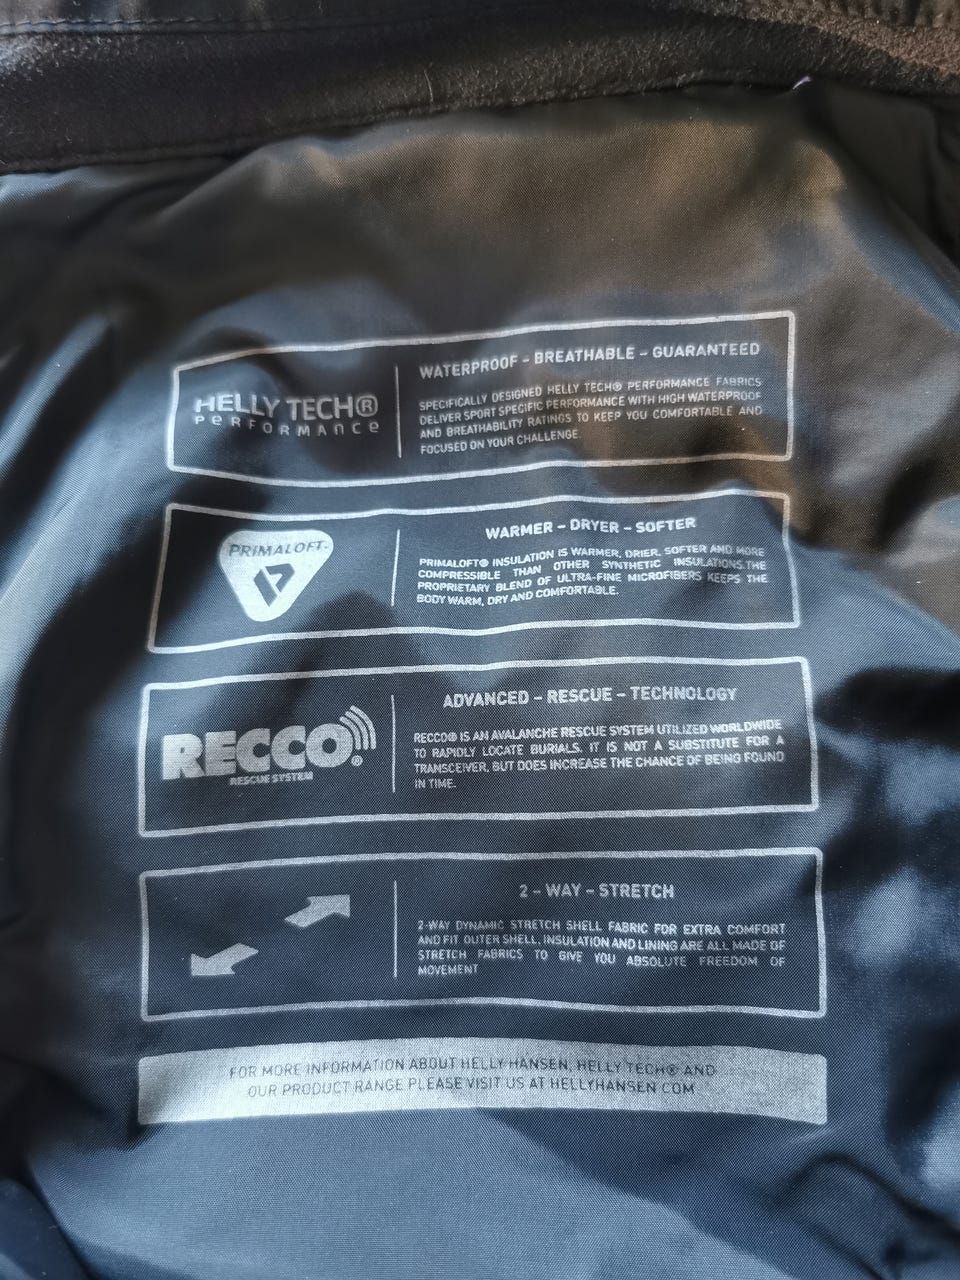 HELLY TECH®
PERFORMANCE
WATERPROOF - BREATHABLE - GUARANTEED
SPECIFICALLY DESIGNED HELLY TECH® PERFORMANCE FABRICS
DELIVER SPORT SPECIFIC PERFORMANCE WITH HIGH WATERPROOF
AND BREATHABILITY RATINGS TO KEEP YOU COMFORTABLE AND
FOCUSED ON YOUR CHALLENGE
PRIMALOFT
WARMER - DRYER - SOFTER
PRIMALOFT® INSULATION IS WARMER, DRIER, SOFTER AND MORE
COMPRESSIBLE THAN OTHER SYNTHETIC INSULATIONS.THE
PROPRIETARY BLEND OF ULTRA-FINE MICROFIBERS KEEPS THE
BODY WARM, DRY AND COMFORTABLE.
RECCO®
RESCUE SYSTEM
ADVANCED - RESCUE - TECHNOLOGY
RECCO® IS AN AVALANCHE RESCUE SYSTEM UTILIZED WORLDWIDE
TO RAPIDLY LOCATE BURIALS. IT IS NOT A SUBSTITUTE FOR A
TRANSCEIVER, BUT DOES INCREASE THE CHANCE OF BEING FOUND
IN TIME.
2 - WAY - STRETCH
2-WAY DYNAMIC STRETCH SHELL FABRIC FOR EXTRA COMFORT
AND FIT OUTER SHELL, INSULATION AND LINING ARE ALL MADE OF
STRETCH FABRICS TO GIVE YOU ABSOLUTE FREEDOM OF
MOVEMENT
FOR MORE INFORMATION ABOUT HELLY HANSEN, HELLY TECH® AND
OUR PRODUCT RANGE PLEASE VISIT US AT HELLYHANSEN.COM